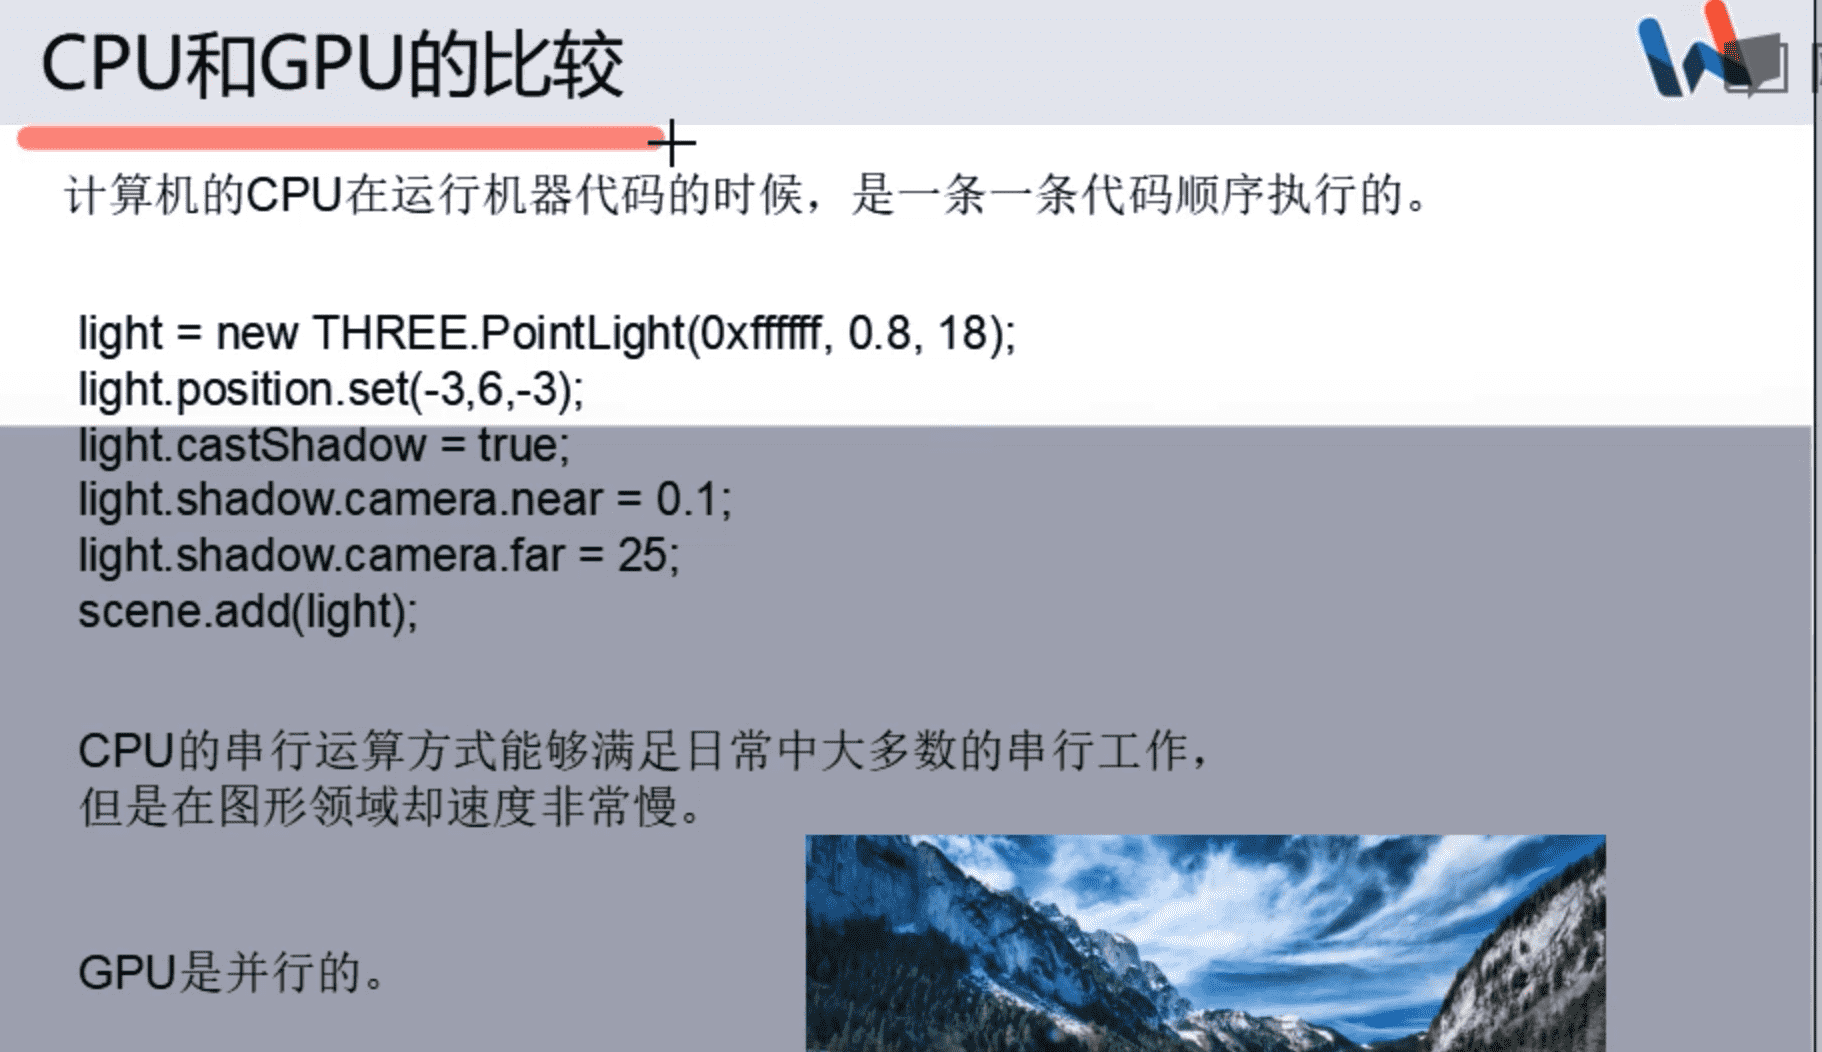 CPU和GPU的比较
计算机的CPU在运行机器代码的时候，是一条一条代码顺序执行的。
light = new THREE.PointLight(0xffffff, 0.8, 18);
light.position.set(-3,6,-3);
light.castShadow = true;
light.shadow.camera.near = 0.1;
light.shadow.camera.far = 25;
scene.add(light);
CPU的串行运算方式能够满足日常中大多数的串行工作，
但是在图形领域却速度非常慢。
GPU是并行的。